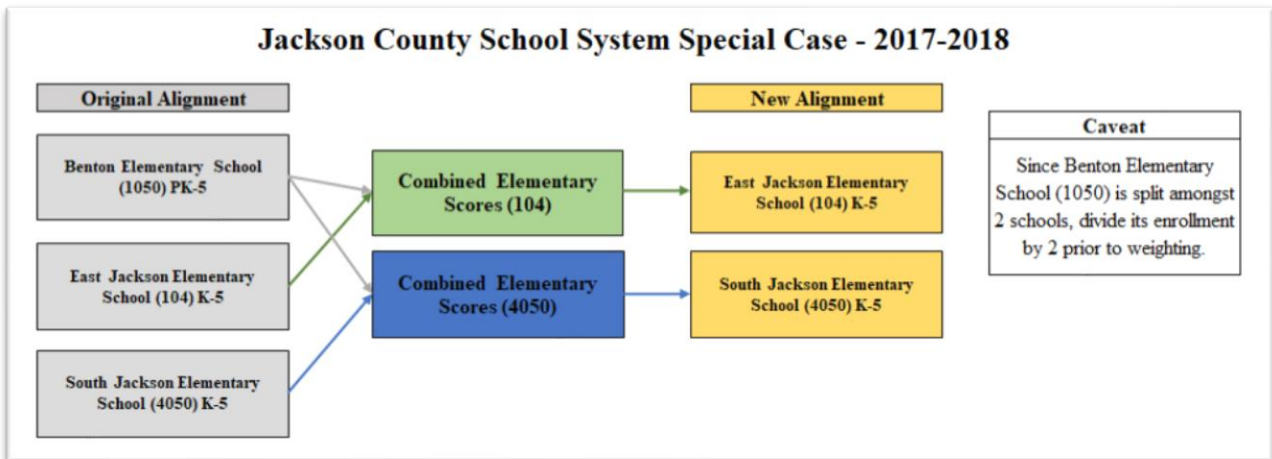 Jackson County School System Special Case - 2017-2018
Original Alignment
Benton Elementary School
(1050) PK-5
East Jackson Elementary
School (104) K-5
South Jackson Elementary
School (4050) K-5
Combined Elementary
Scores (104)
Combined Elementary
Scores (4050)
New Alignment
East Jackson Elementary
School (104) K-5
South Jackson Elementary
School (4050) K-5
Caveat
Since Benton Elementary
School (1050) is split amongst
2 schools, divide its enrollment
by 2 prior to weighting.